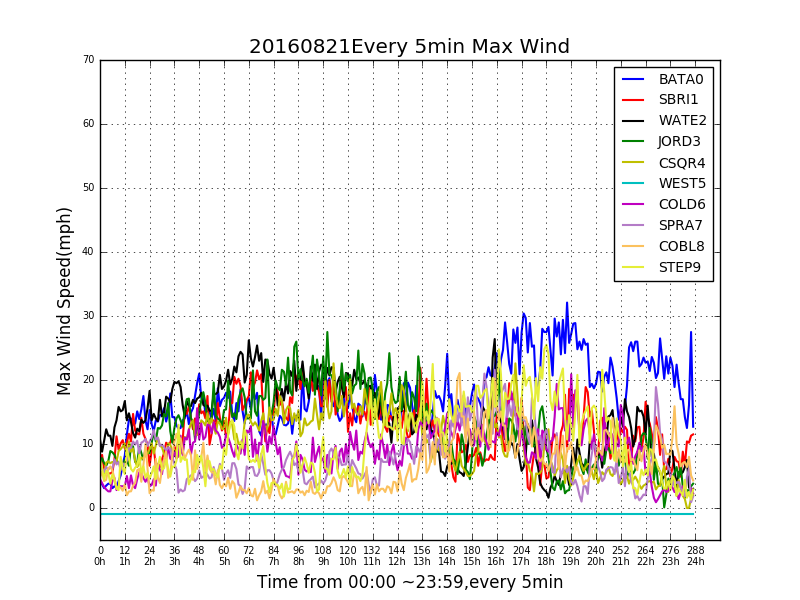 20160821Every 5min Max Wind
Max Wind Speed(mph)
70
60
50
40
30
20
10
0
BATA0
SBRI1
WATE2
JORD3
CSQR4
WEST5
COLD6
SPRA7
COBL8
STEP9
0 12 24 36 48 60 72 84 96 108 120 132 144 156 168 180 192 204 216 228 240 252 264 276 288
0h 1h 2h 3h 4h 5h 6h 7h 8h 9h 10h 11h 12h 13h 14h 15h 16h 17h 18h 19h 20h 21h 22h 23h 24h
Time from 00:00 ~23:59,every 5min